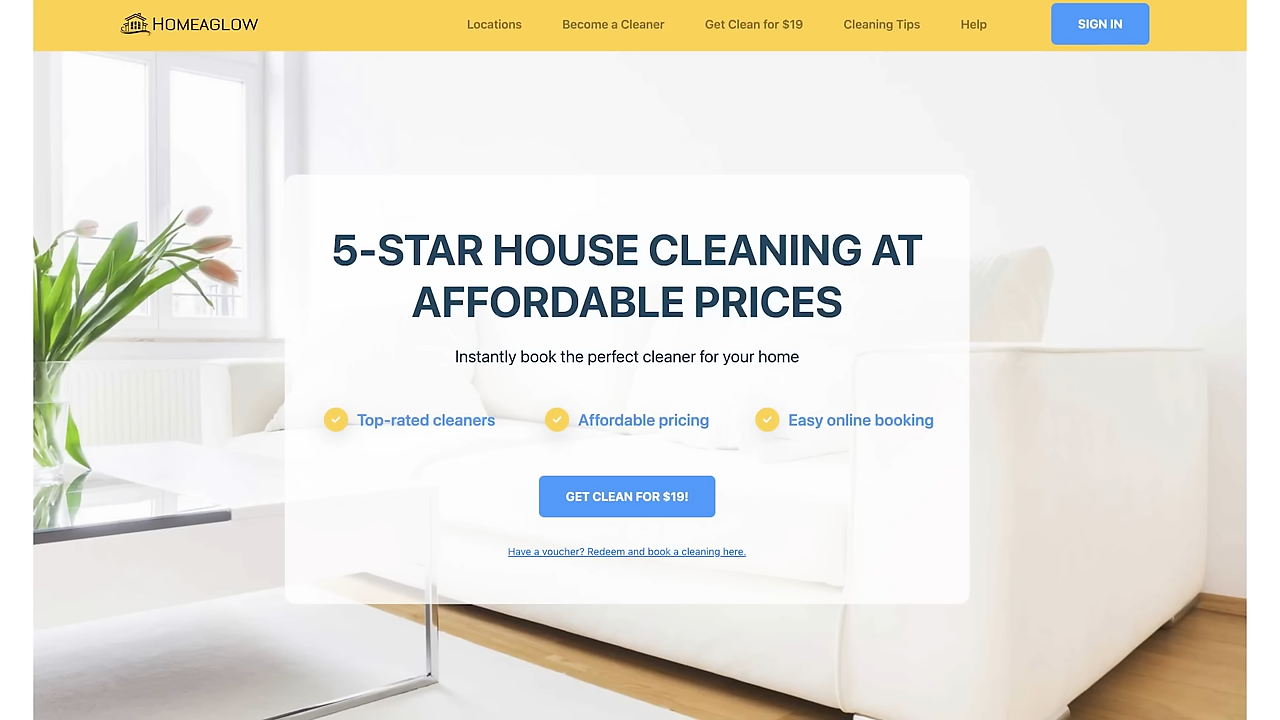 HOMEAGLOW
Locations
Become a Cleaner
Get Clean for $19
Cleaning Tips
Help
SIGN IN
5-STAR HOUSE CLEANING AT
AFFORDABLE PRICES
Instantly book the perfect cleaner for your home
Top-rated cleaners
Affordable pricing
Easy online booking
GET CLEAN FOR $19!
Have a voucher? Redeem and book a cleaning here.